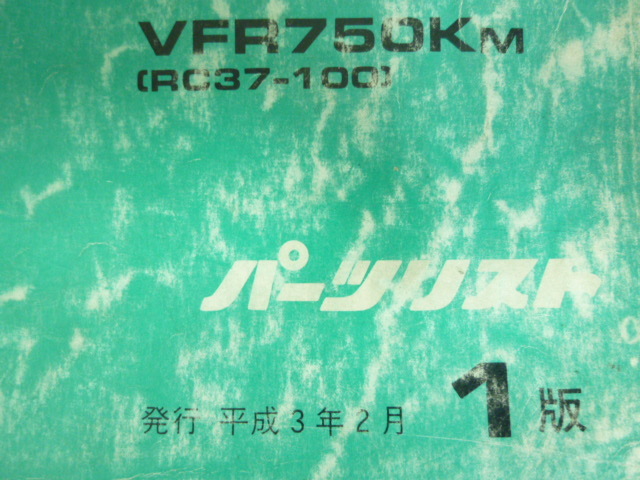 VFR750KM
(RC37-100)
パーツリスト
発行 平成3年2月 1版